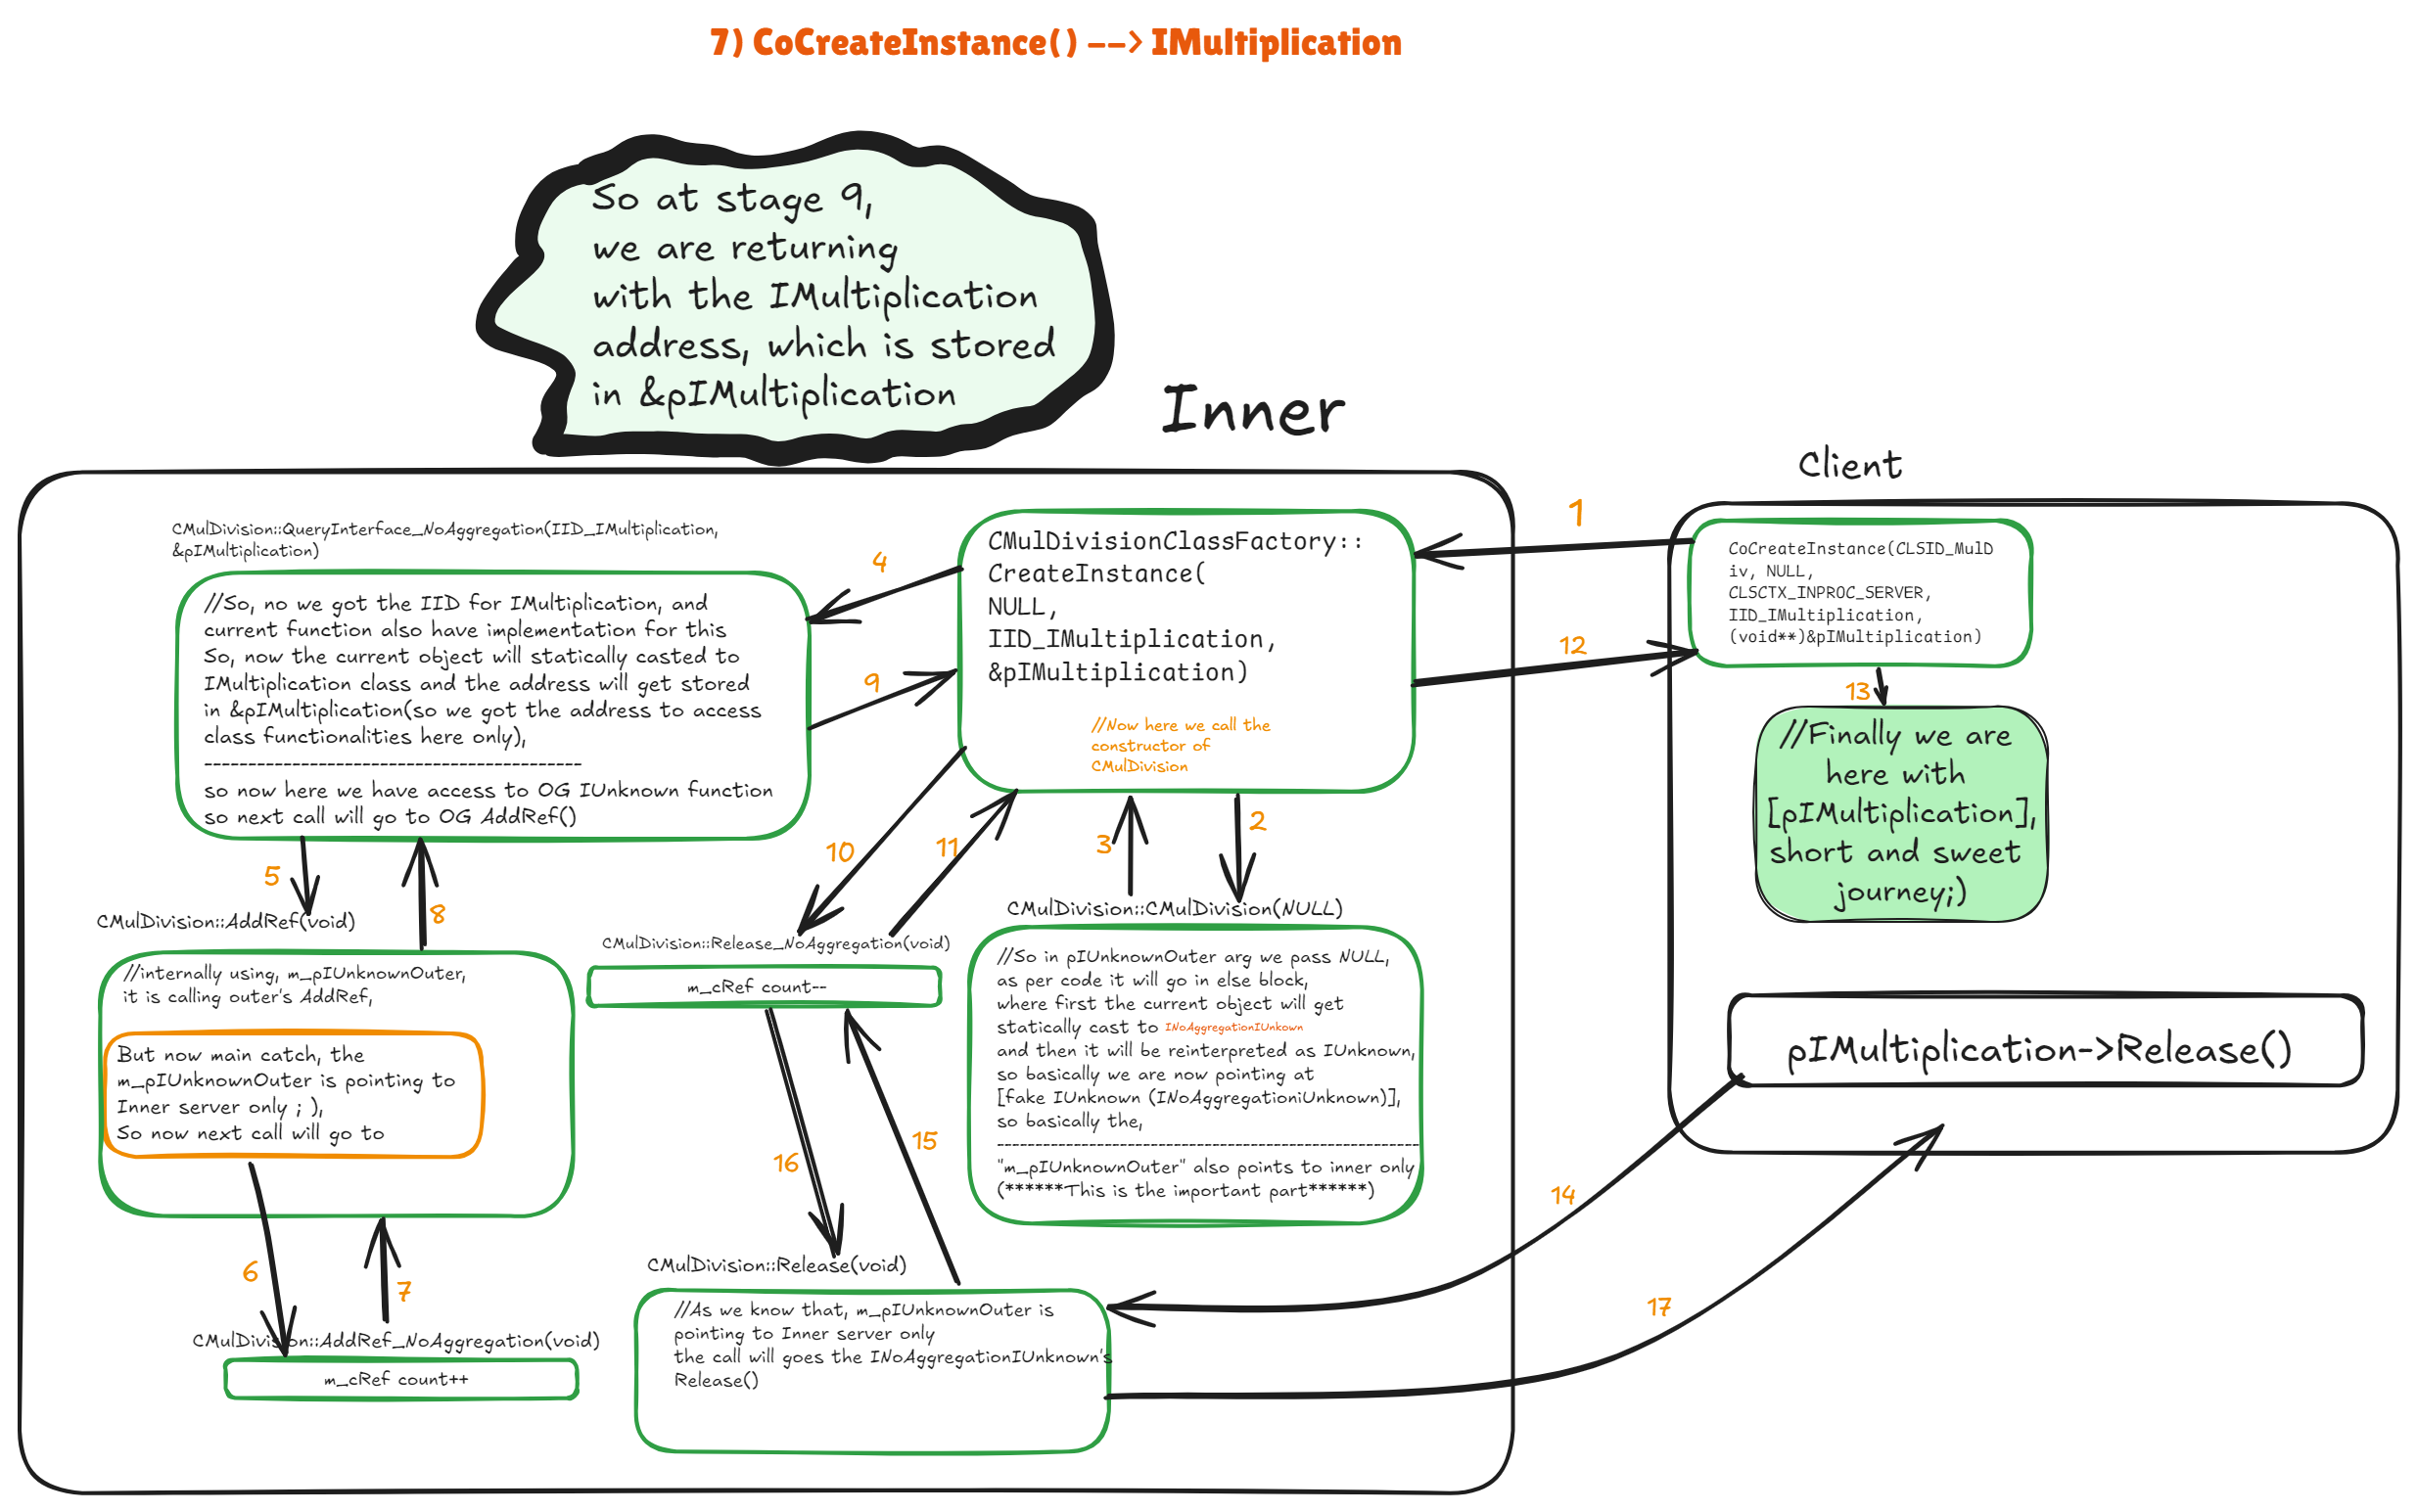 7) CoCreateInstance() --> IMultiplication
So at stage 9,
we are returning
with the IMultiplication
address, which is stored
in &pIMultiplication
Inner
Client
CMulDivision::QueryInterface_NoAggregation(IID_IMultiplication,
&pIMultiplication)
//So, no we got the IID for IMultiplication, and
current function also have implementation for this
So, now the current object will statically casted to
IMultiplication class and the address will get stored
in &pIMultiplication(so we got the address to access
class functionalities here only),
-------------------------------------------
so now here we have access to OG IUnknown function
so next call will go to OG AddRef()
4
9
CMulDivisionClassFactory::
CreateInstance(
NULL,
IID_IMultiplication,
&pIMultiplication)
//Now here we call the
constructor of
CMulDivision
1
12
CoCreateInstance(CLSID_MulD
iv, NULL,
CLSCTX_INPROC_SERVER,
IID_IMultiplication,
(void**)&pIMultiplication)
13
//Finally we are
here with
[pIMultiplication],
short and sweet
journey;)
5
8
10
11
3
2
CMulDivision::AddRef(void)
//internally using, m_pIUnknownOuter,
it is calling outer's AddRef,
But now main catch, the
m_pIUnknownOuter is pointing to
Inner server only ; ),
So now next call will go to
6
7
CMulDivision::AddRef_NoAggregation(void)
m_cRef count++
CMulDivision::Release_NoAggregation(void)
m_cRef count--
16
15
CMulDivision::CMulDivision(NULL)
//So in pIUnknownOuter arg we pass NULL,
as per code it will go in else block,
where first the current object will get
statically cast to INoAggregationIUnkown
and then it will be reinterpreted as IUnknown,
so basically we are now pointing at
[fake IUnknown (INoAggregationiUnknown)],
so basically the,
-----------------------------------------------------------
"m_pIUnknownOuter" also points to inner only
(******This is the important part******)
CMulDivision::Release(void)
//As we know that, m_pIUnknownOuter is
pointing to Inner server only
the call will goes the INoAggregationIUnknown's
Release()
pIMultiplication->Release()
14
17